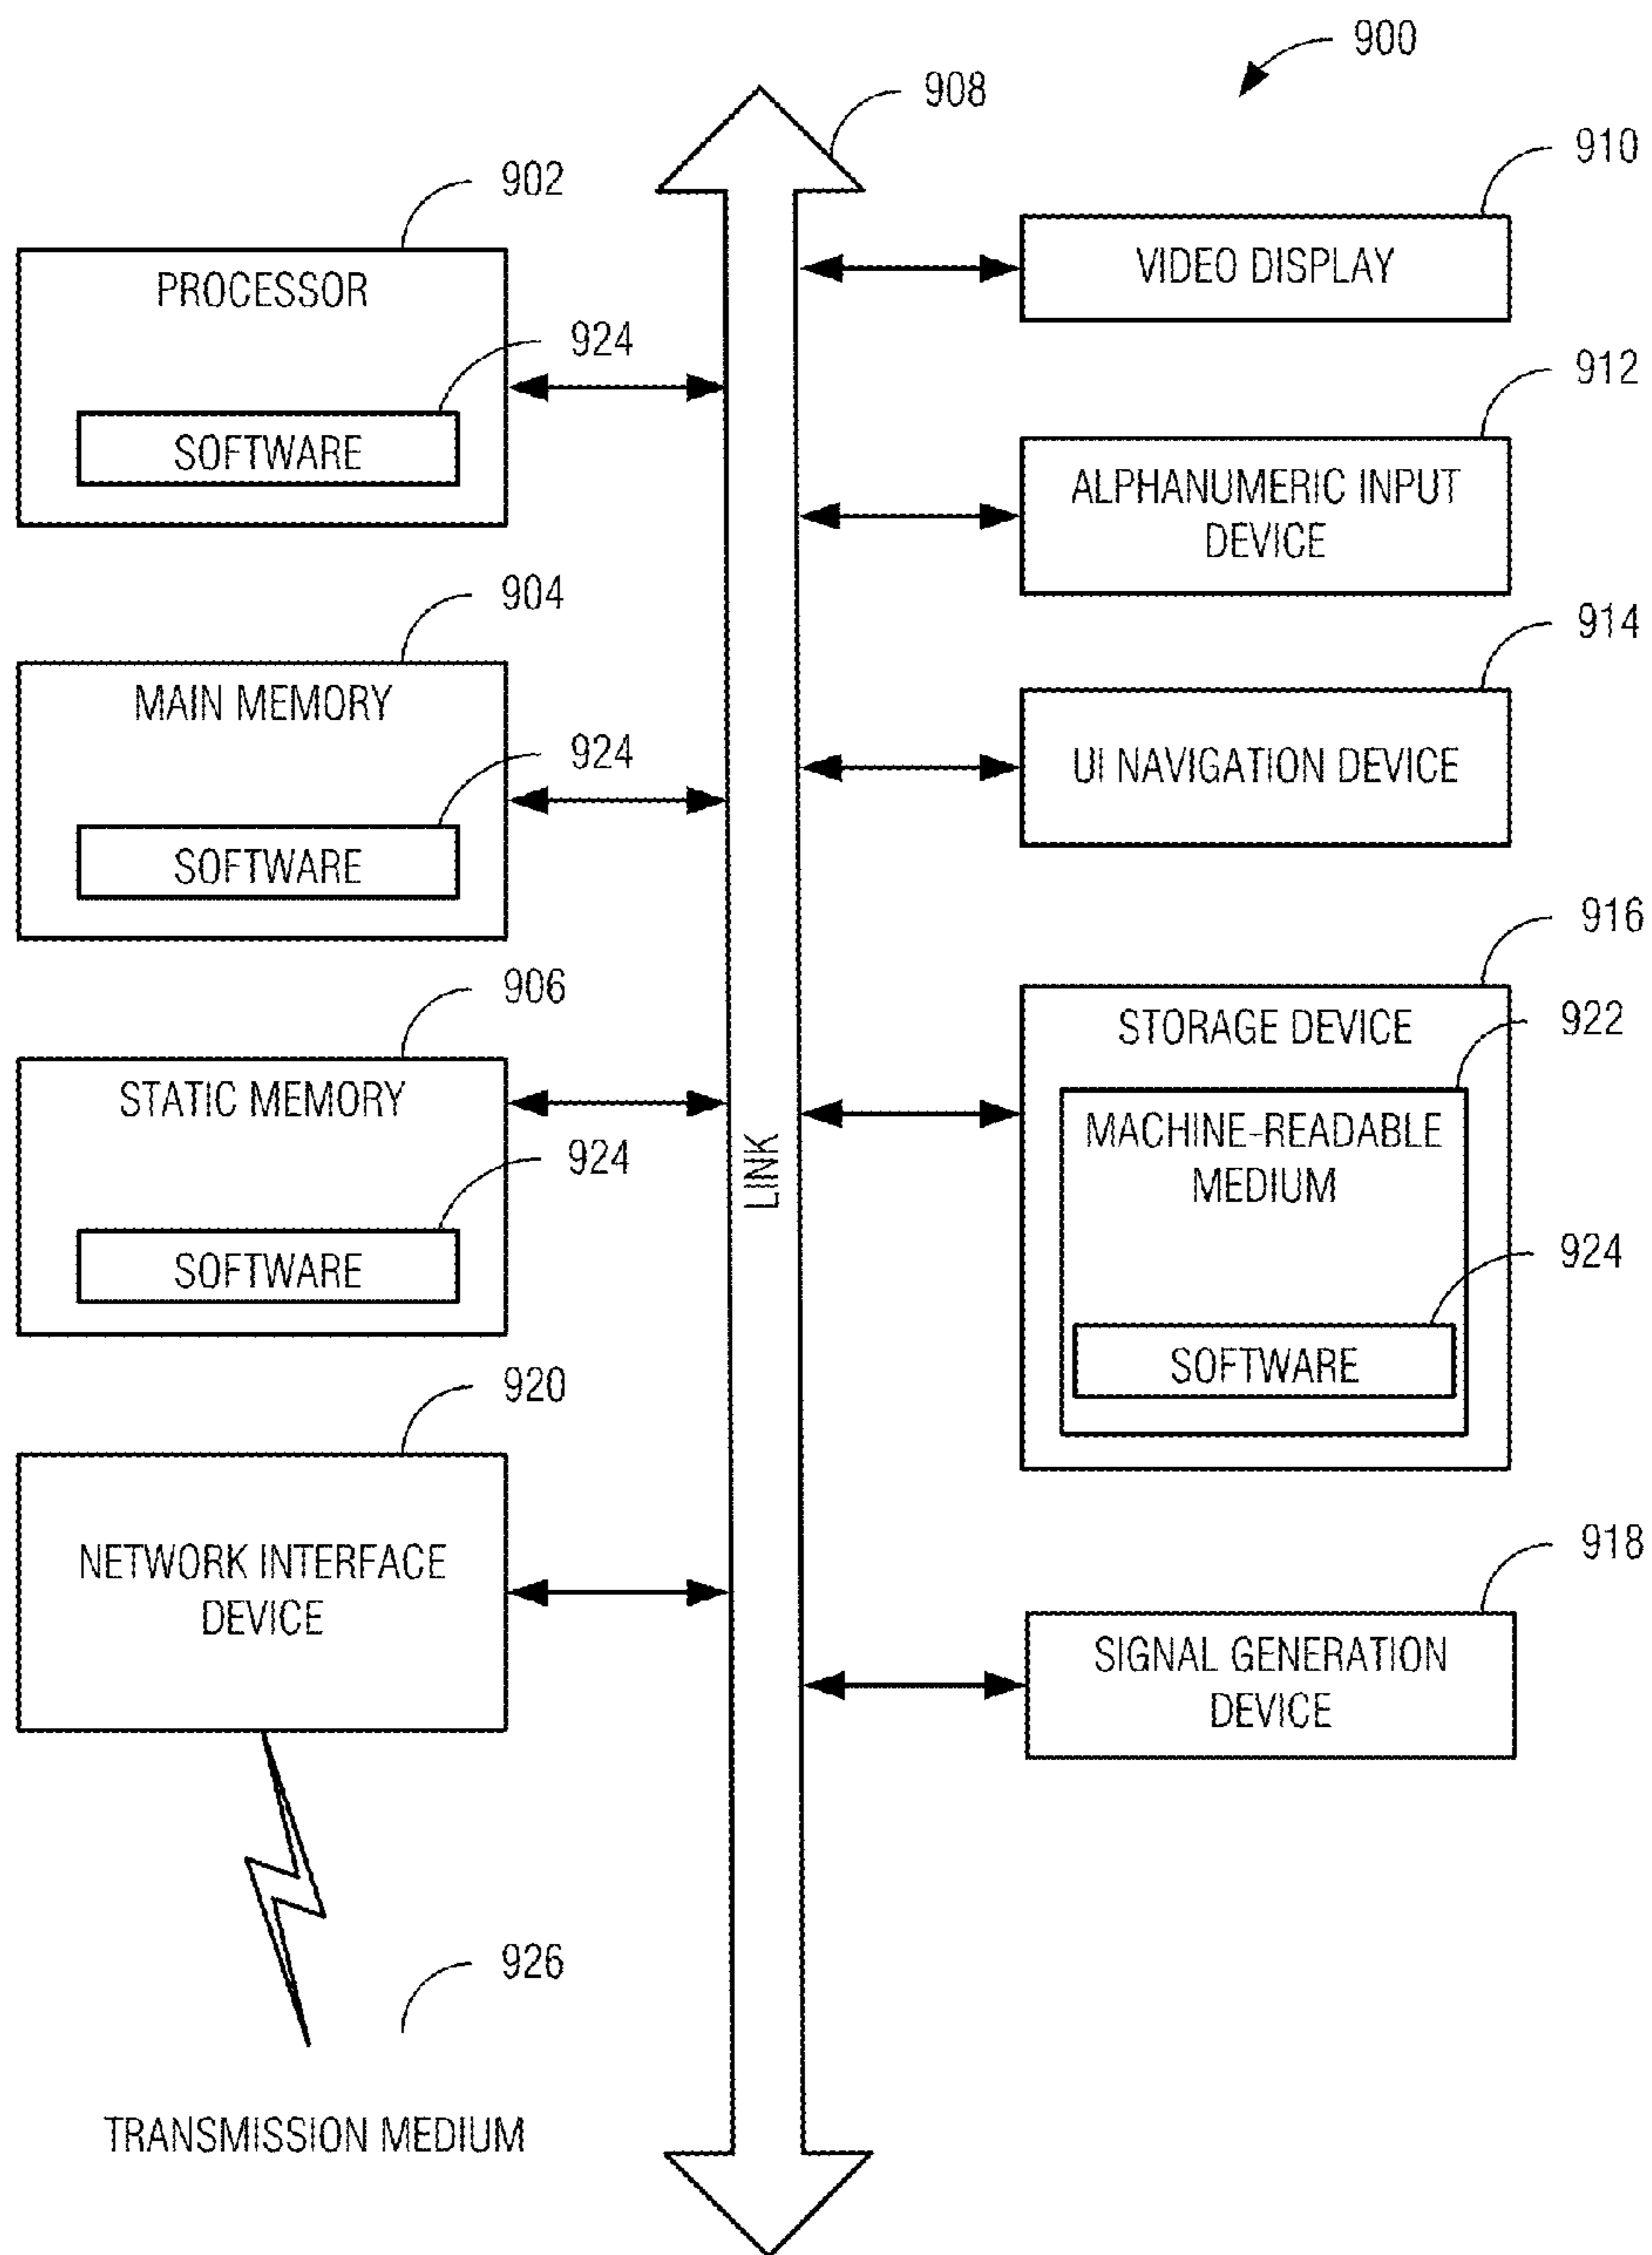 900
908
902
PROCESSOR
924
SOFTWARE
904
MAIN MEMORY
924
SOFTWARE
906
STATIC MEMORY
924
SOFTWARE
920
NETWORK INTERFACE
DEVICE
926
TRANSMISSION MEDIUM
LINK
910
VIDEO DISPLAY
912
ALPHANUMERIC INPUT
DEVICE
914
UI NAVIGATION DEVICE
916
STORAGE DEVICE
922
MACHINE-READABLE
MEDIUM
924
SOFTWARE
918
SIGNAL GENERATION
DEVICE